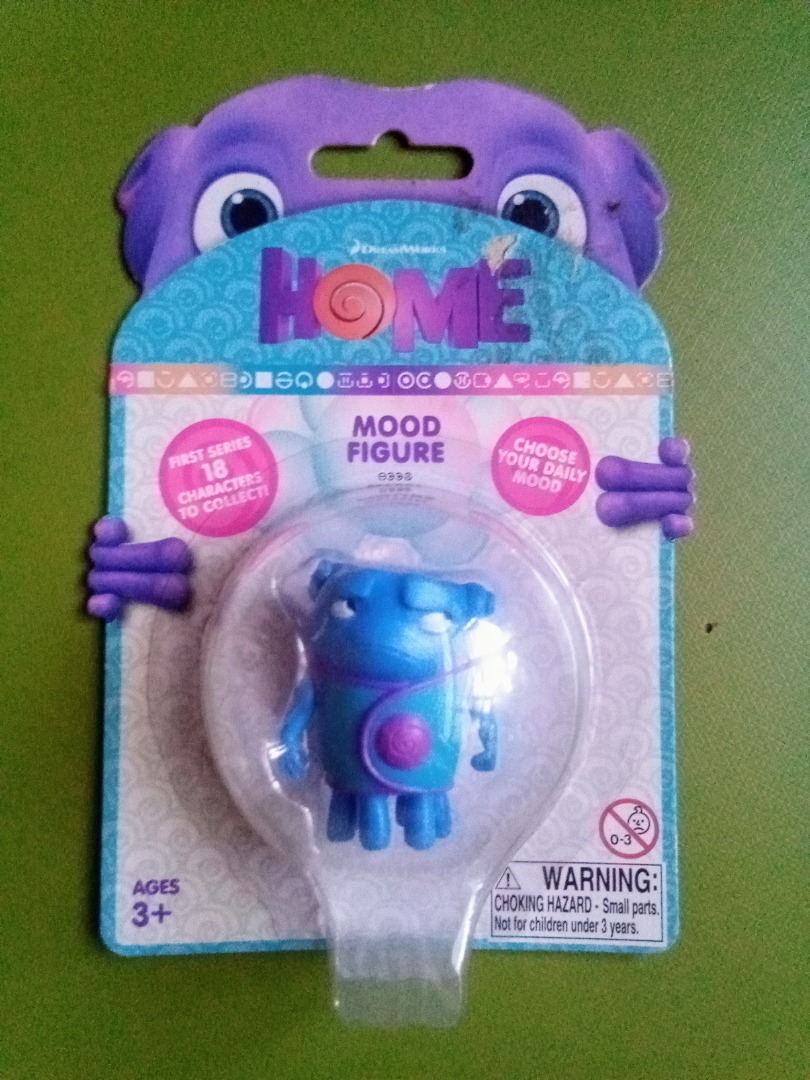 DREAMWORKS
HOME
MOOD
FIGURE
FIRST SERIES
18
CHARACTERS
TO COLLECT!
CHOOSE
YOUR DAILY
MOOD
0-3
AGES
3+
WARNING:
CHOKING HAZARD - Small parts.
Not for children under 3 years.